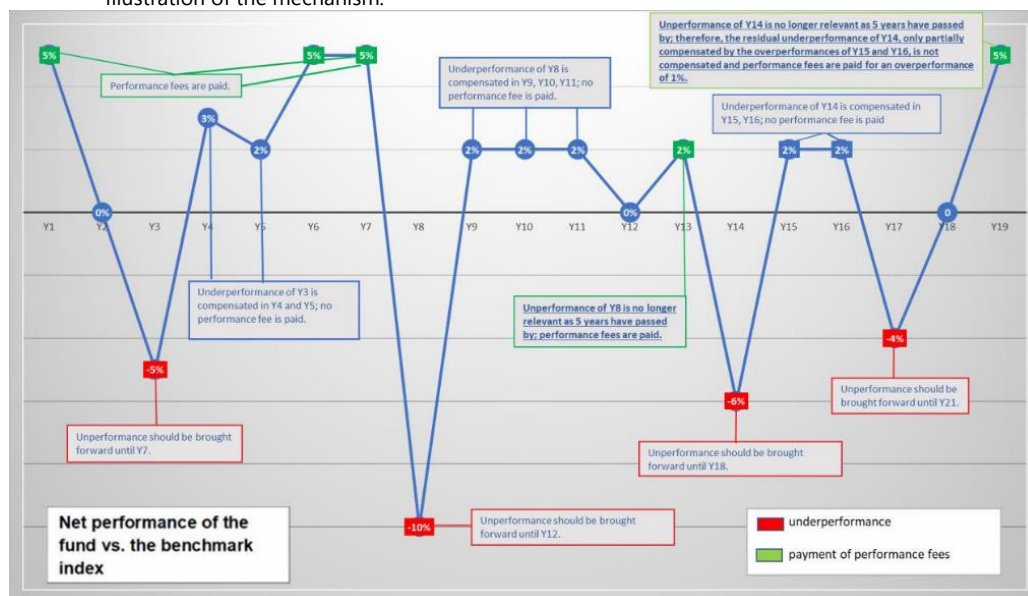 illustration of the mechanism.
Unperformance of Y14 is no longer relevant as 5 years have passed
by; therefore, the residual underperformance of Y14, only partially
compensated by the overperformances of Y15 and Y16, is not
compensated and performance fees are paid for an overperformance
of 1%.
5%
5%
5%
5%
Performance fees are paid.
Underperformance of Y8 is
compensated in Y9, Y10, Y11; no
performance fee is paid.
Underperformance of Y14 is compensated in
Y15, Y16; no performance fee is paid
3%
2%
2%
2%
2%
2%
2%
2%
0%
0%
0
Y1
Y2
Y3
Y4
Y5
Y6
Y7
Y8
Y9
Y10
Y11
Y12
Y13
Y14
Y15
Y16
Y17
Y18
Y19
Underperformance of Y3 is
compensated in Y4 and Y5; no
performance fee is paid.
Unperformance of Y8 is no longer
relevant as 5 years have passed
by; performance fees are paid.
-5%
-6%
-4%
Unperformance should be
brought forward until Y21.
Unperformance should be brought
forward until Y7.
Unperformance should be brought
forward until Y18.
-10%
Unperformance should be brought
forward until Y12.
Net performance of the
fund vs. the benchmark
index
underperformance
payment of performance fees